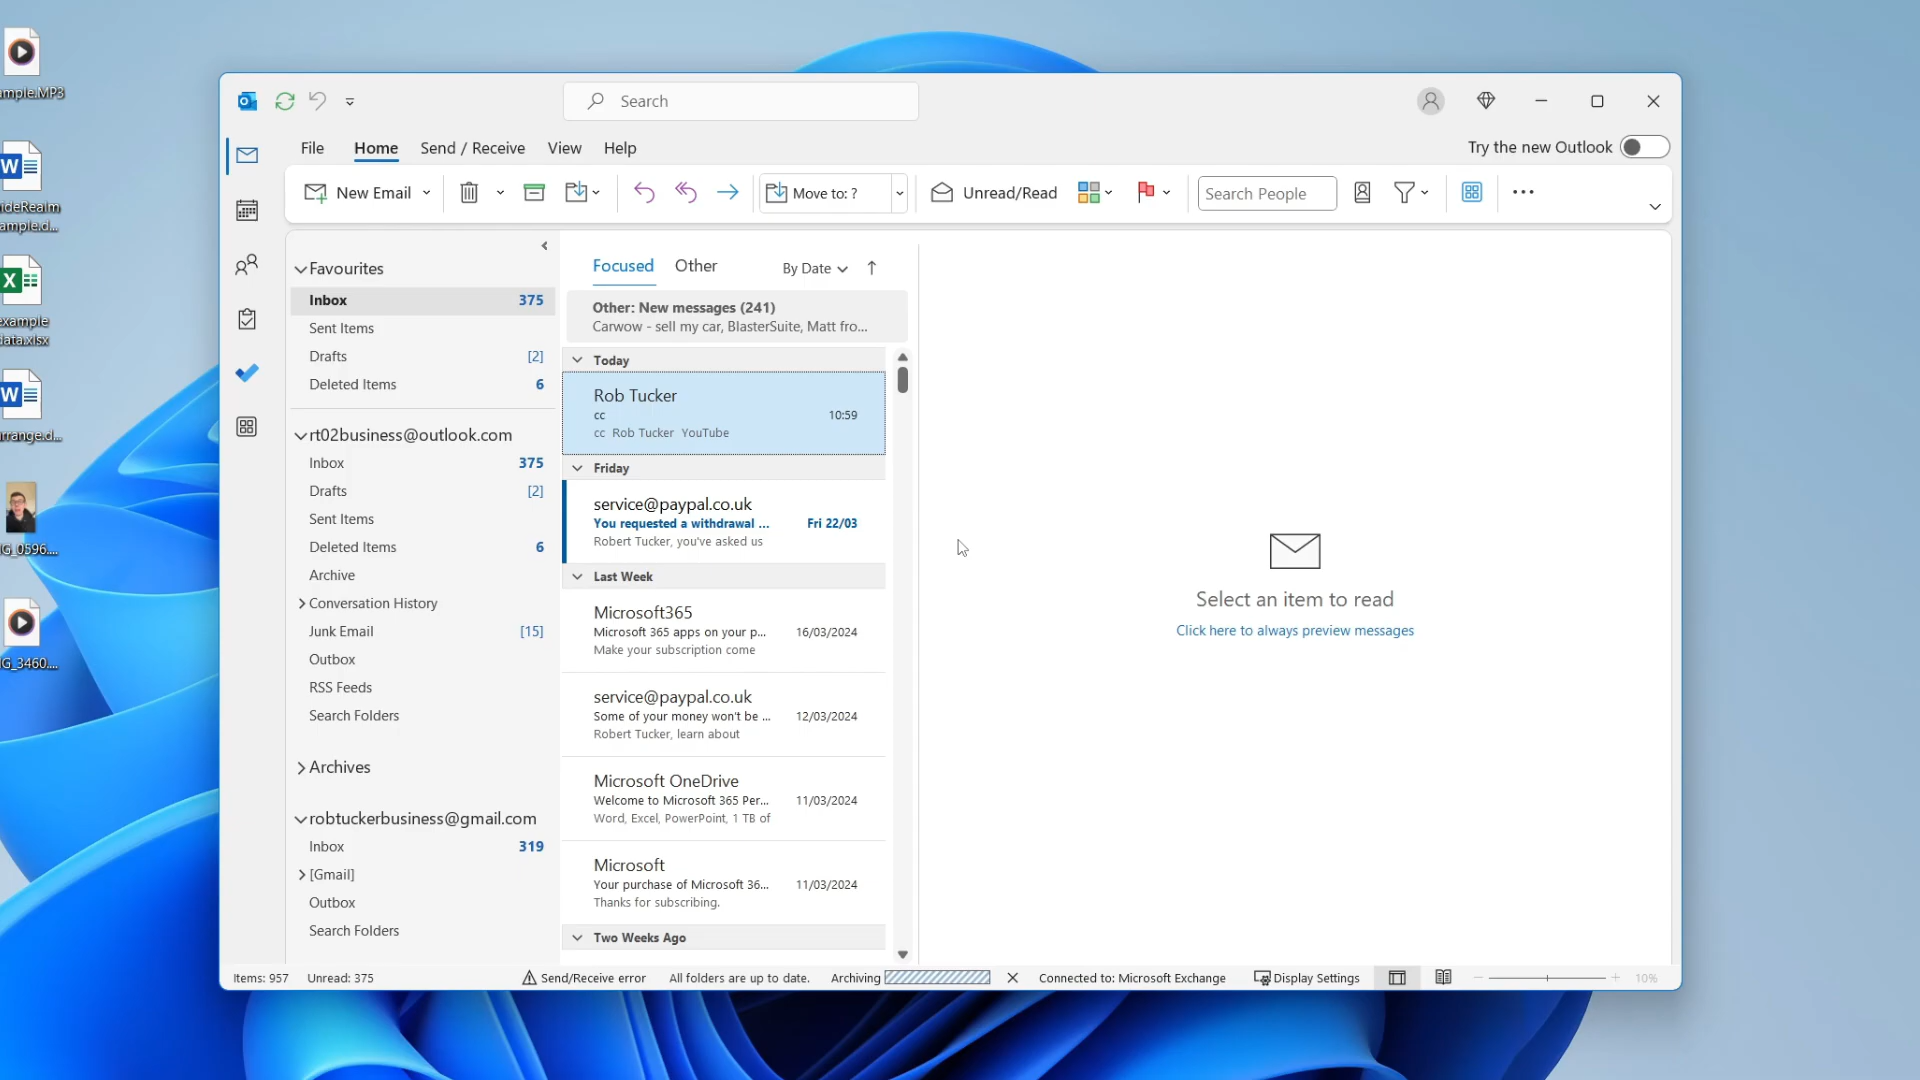 ample.MP3
ideRealm
ample.d...
example
data.xlsx
arrange.d...
G_0596....
G_3460....
Search
File
Home
Send / Receive
View
Help
Try the new Outlook
New Email
Move to: ?
Unread/Read
Search People
Favourites
Inbox 375
Sent Items
Drafts [2]
Deleted Items 6
rt02business@outlook.com
Inbox 375
Drafts [2]
Sent Items
Deleted Items 6
Archive
Conversation History
Junk Email [15]
Outbox
RSS Feeds
Search Folders
Archives
robtuckerbusiness@gmail.com
Inbox 319
[Gmail]
Outbox
Search Folders
Focused
Other
By Date
Other: New messages (241)
Carwow - sell my car, BlasterSuite, Matt fro...
Today
Rob Tucker
cc 10:59
cc Rob Tucker YouTube
Friday
service@paypal.co.uk
You requested a withdrawal ... Fri 22/03
Robert Tucker, you've asked us
Last Week
Microsoft365
Microsoft 365 apps on your p... 16/03/2024
Make your subscription come
service@paypal.co.uk
Some of your money won't be ... 12/03/2024
Robert Tucker, learn about
Microsoft OneDrive
Welcome to Microsoft 365 Per... 11/03/2024
Word, Excel, PowerPoint, 1 TB of
Microsoft
Your purchase of Microsoft 36... 11/03/2024
Thanks for subscribing.
Two Weeks Ago
Select an item to read
Click here to always preview messages
Items: 957
Unread: 375
Send/Receive error
All folders are up to date.
Archiving
Connected to: Microsoft Exchange
Display Settings
10%